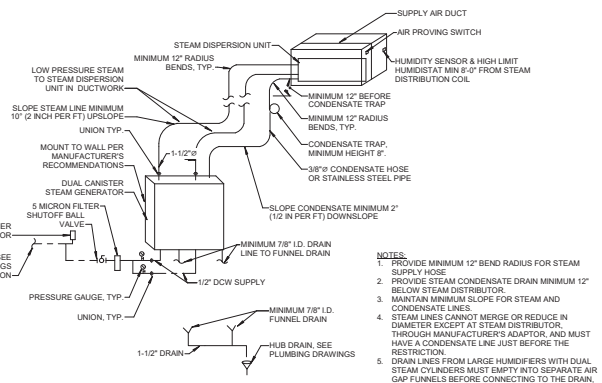 SUPPLY AIR DUCT
AIR PROVING SWITCH
STEAM DISPERSION UNIT
MINIMUM 12" RADIUS
BENDS, TYP.
HUMIDITY SENSOR & HIGH LIMIT
HUMIDISTAT MIN 8'-0" FROM STEAM
DISTRIBUTION COIL
LOW PRESSURE STEAM
TO STEAM DISPERSION
UNIT IN DUCTWORK
MINIMUM 12" BEFORE
CONDENSATE TRAP
SLOPE STEAM LINE MINIMUM
10" (2 INCH PER FT) UPSLOPE
MINIMUM 12" RADIUS
BENDS, TYP.
UNION TYP.
CONDENSATE TRAP,
MINIMUM HEIGHT 8".
MOUNT TO WALL PER
MANUFACTURER'S
RECOMMENDATIONS
1-1/2"Ø
3/8"Ø CONDENSATE HOSE
OR STAINLESS STEEL PIPE
DUAL CANISTER
STEAM GENERATOR
5 MICRON FILTER
SHUTOFF BALL
VALVE
SLOPE CONDENSATE MINIMUM 2"
(1/2 IN PER FT) DOWNSLOPE
ER
OR
SEE
GS
ON
MINIMUM 7/8" I.D. DRAIN
LINE TO FUNNEL DRAIN
1/2" DCW SUPPLY
PRESSURE GAUGE, TYP.
UNION, TYP.
MINIMUM 7/8" I.D.
FUNNEL DRAIN
1-1/2" DRAIN
HUB DRAIN, SEE
PLUMBING DRAWINGS
NOTES:
1. PROVIDE MINIMUM 12" BEND RADIUS FOR STEAM
SUPPLY HOSE
2. PROVIDE STEAM CONDENSATE DRAIN MINIMUM 12"
BELOW STEAM DISTRIBUTOR.
3. MAINTAIN MINIMUM SLOPE FOR STEAM AND
CONDENSATE LINES.
4. STEAM LINES CANNOT MERGE OR REDUCE IN
DIAMETER EXCEPT AT STEAM DISTRIBUTOR,
THROUGH MANUFACTURER'S ADAPTOR, AND MUST
HAVE A CONDENSATE LINE JUST BEFORE THE
RESTRICTION.
5. DRAIN LINES FROM LARGE HUMIDIFIERS WITH DUAL
STEAM CYLINDERS MUST EMPTY INTO SEPARATE AIR
GAP FUNNELS BEFORE CONNECTING TO THE DRAIN,